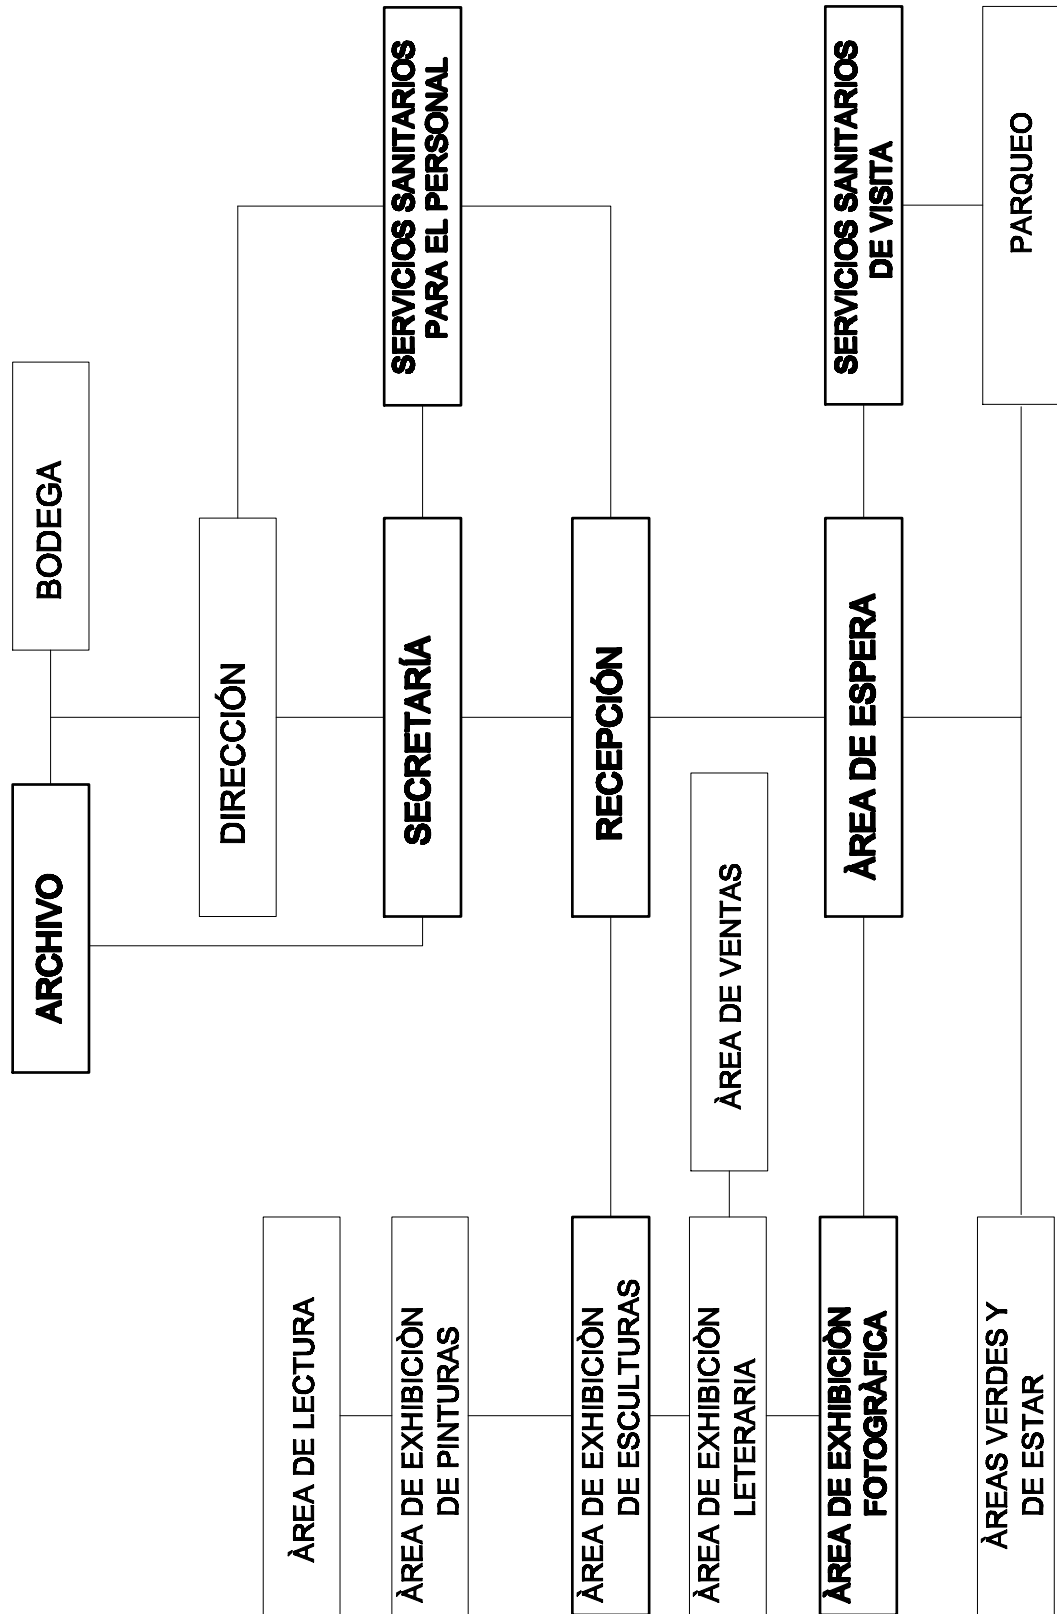 ARCHIVO
BODEGA
DIRECCIÓN
ÀREA DE LECTURA
ÀREA DE EXHIBICIÒN
DE PINTURAS
SECRETARÍA
SERVICIOS SANITARIOS
PARA EL PERSONAL
ÀREA DE EXHIBICIÒN
DE ESCULTURAS
RECEPCIÓN
ÀREA DE EXHIBICIÒN
LETERARIA
ÀREA DE VENTAS
ÀREA DE EXHIBICIÒN
FOTOGRÀFICA
ÀREA DE ESPERA
SERVICIOS SANITARIOS
DE VISITA
ÀREAS VERDES Y
DE ESTAR
PARQUEO